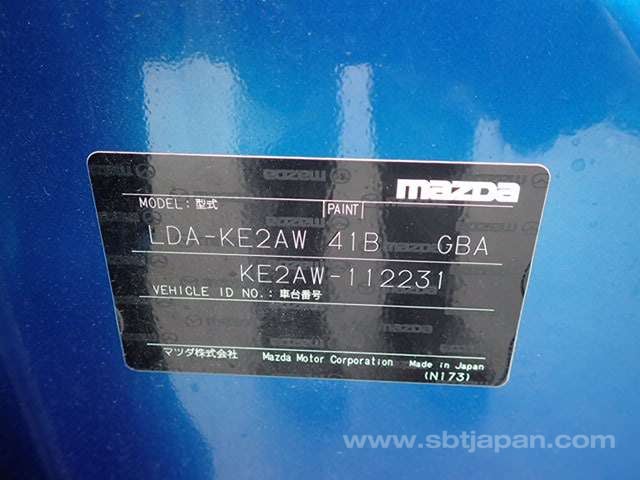 mazda
MODEL: 型式 PAINT
LDA-KE2AW 41B GBA
KE2AW-112231
VEHICLE ID NO.: 車台番号
マツダ株式会社 Mazda Motor Corporation Made in Japan
(N173)
www.sbtjapan.com